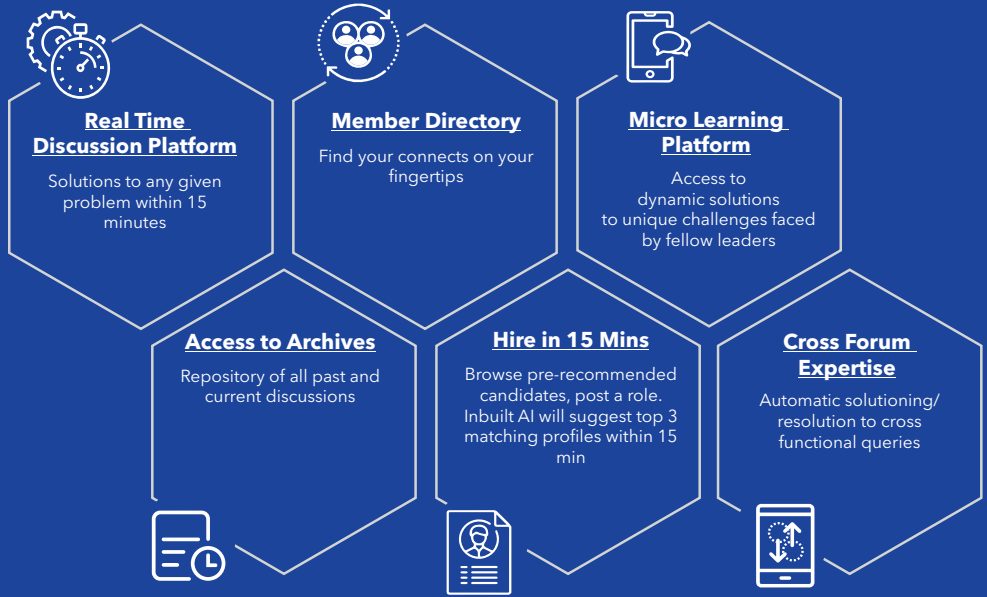 Real Time
Discussion Platform
Solutions to any given
problem within 15
minutes
Member Directory
Find your connects on your
fingertips
Micro Learning
Platform
Access to
dynamic solutions
to unique challenges faced
by fellow leaders
Access to Archives
Repository of all past and
current discussions
Hire in 15 Mins
Browse pre-recommended
candidates, post a role.
Inbuilt AI will suggest top 3
matching profiles within 15
min
Cross Forum
Expertise
Automatic solutioning/
resolution to cross
functional queries